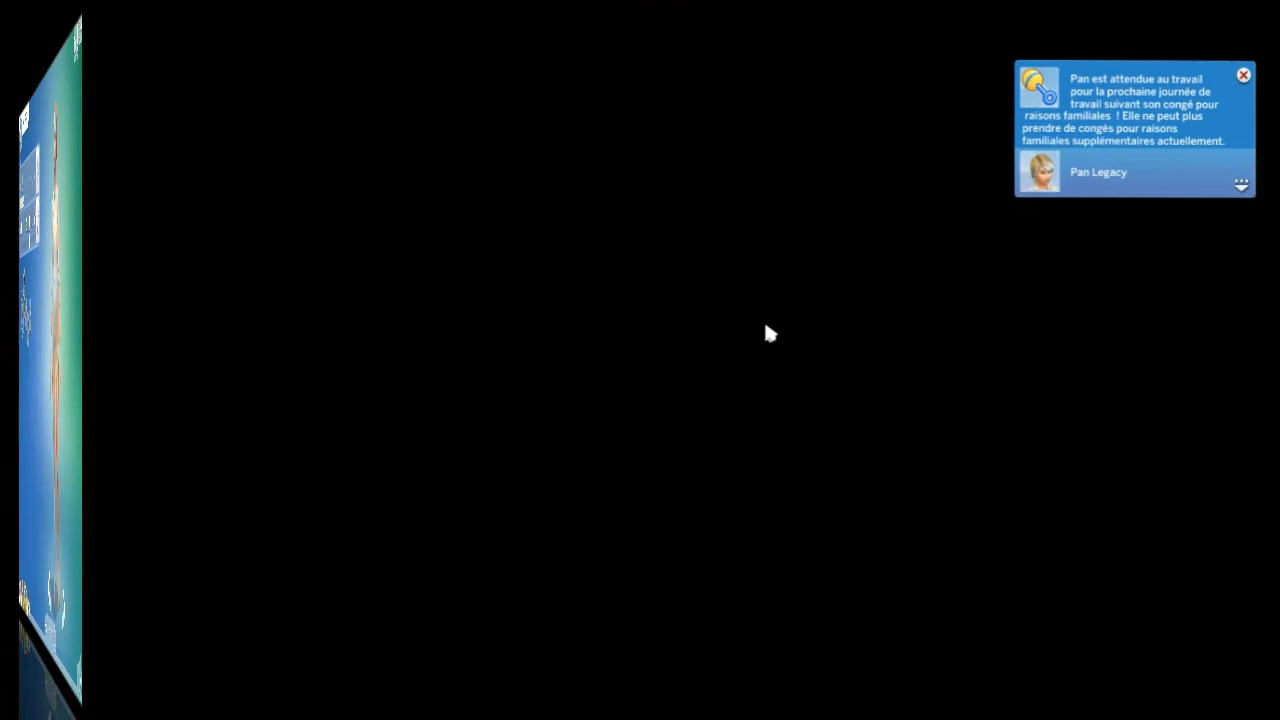 Pan est attendue au travail
pour la prochaine journée de
travail suivant son congé pour
raisons familiales ! Elle ne peut plus
prendre de congés pour raisons
familiales supplémentaires actuellement.
Pan Legacy